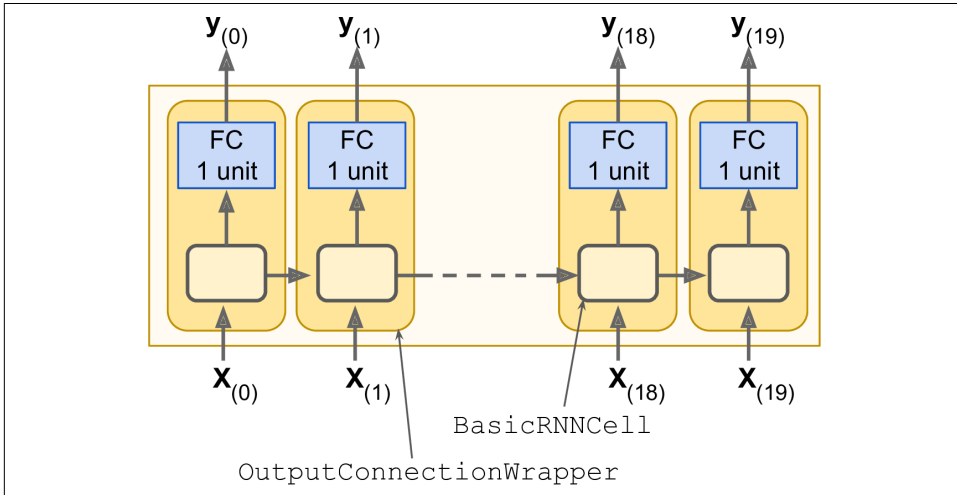 y(0) y(1) y(18) y(19)
FC FC FC FC
1 unit 1 unit 1 unit 1 unit
X(0) X(1) X(18) X(19)
BasicRNNCell
OutputConnectionWrapper